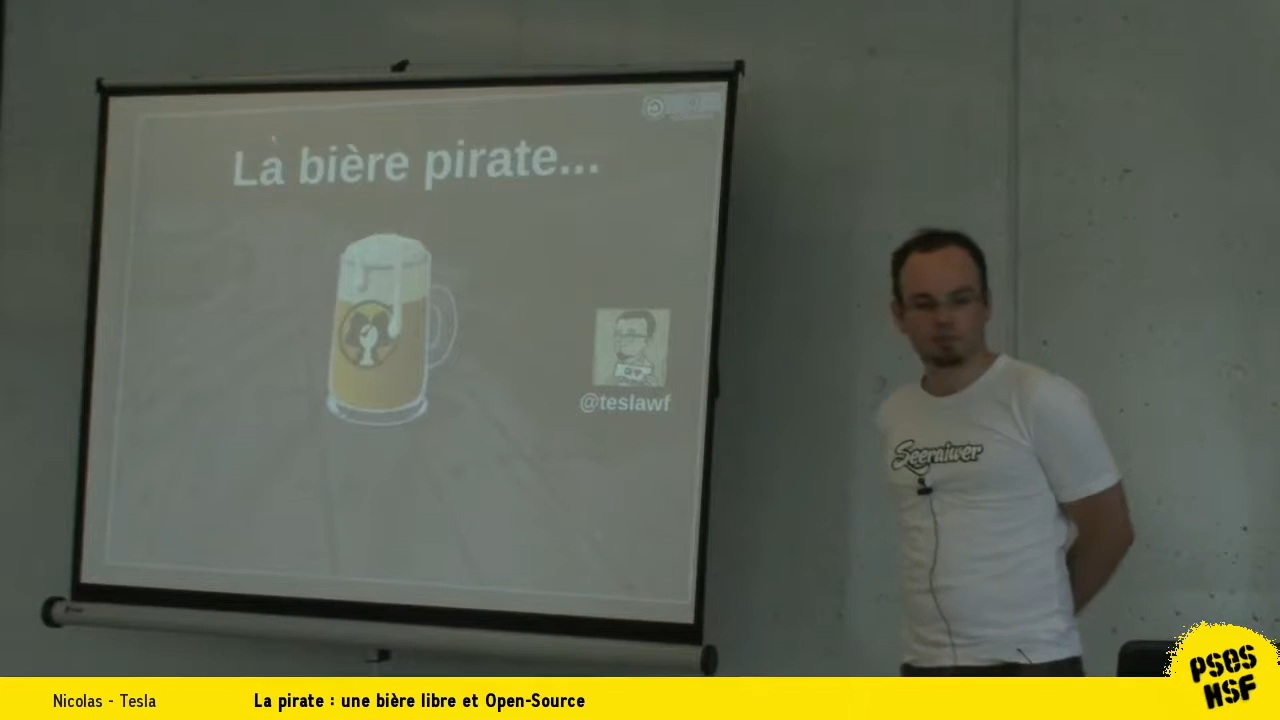 La bière pirate...
@teslawf
Seeraiwer
Nicolas - Tesla
La pirate : une bière libre et Open-Source
PSES
HSF